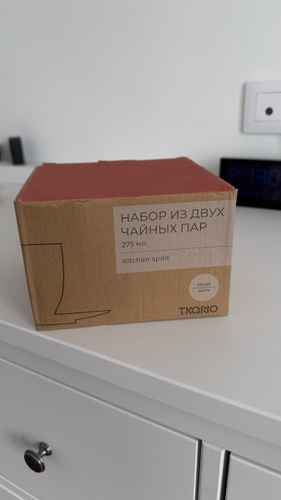 НАБОР ИЗ ДВУХ
ЧАЙНЫХ ПАР
275 мл
Kitchen spirit
TKANO